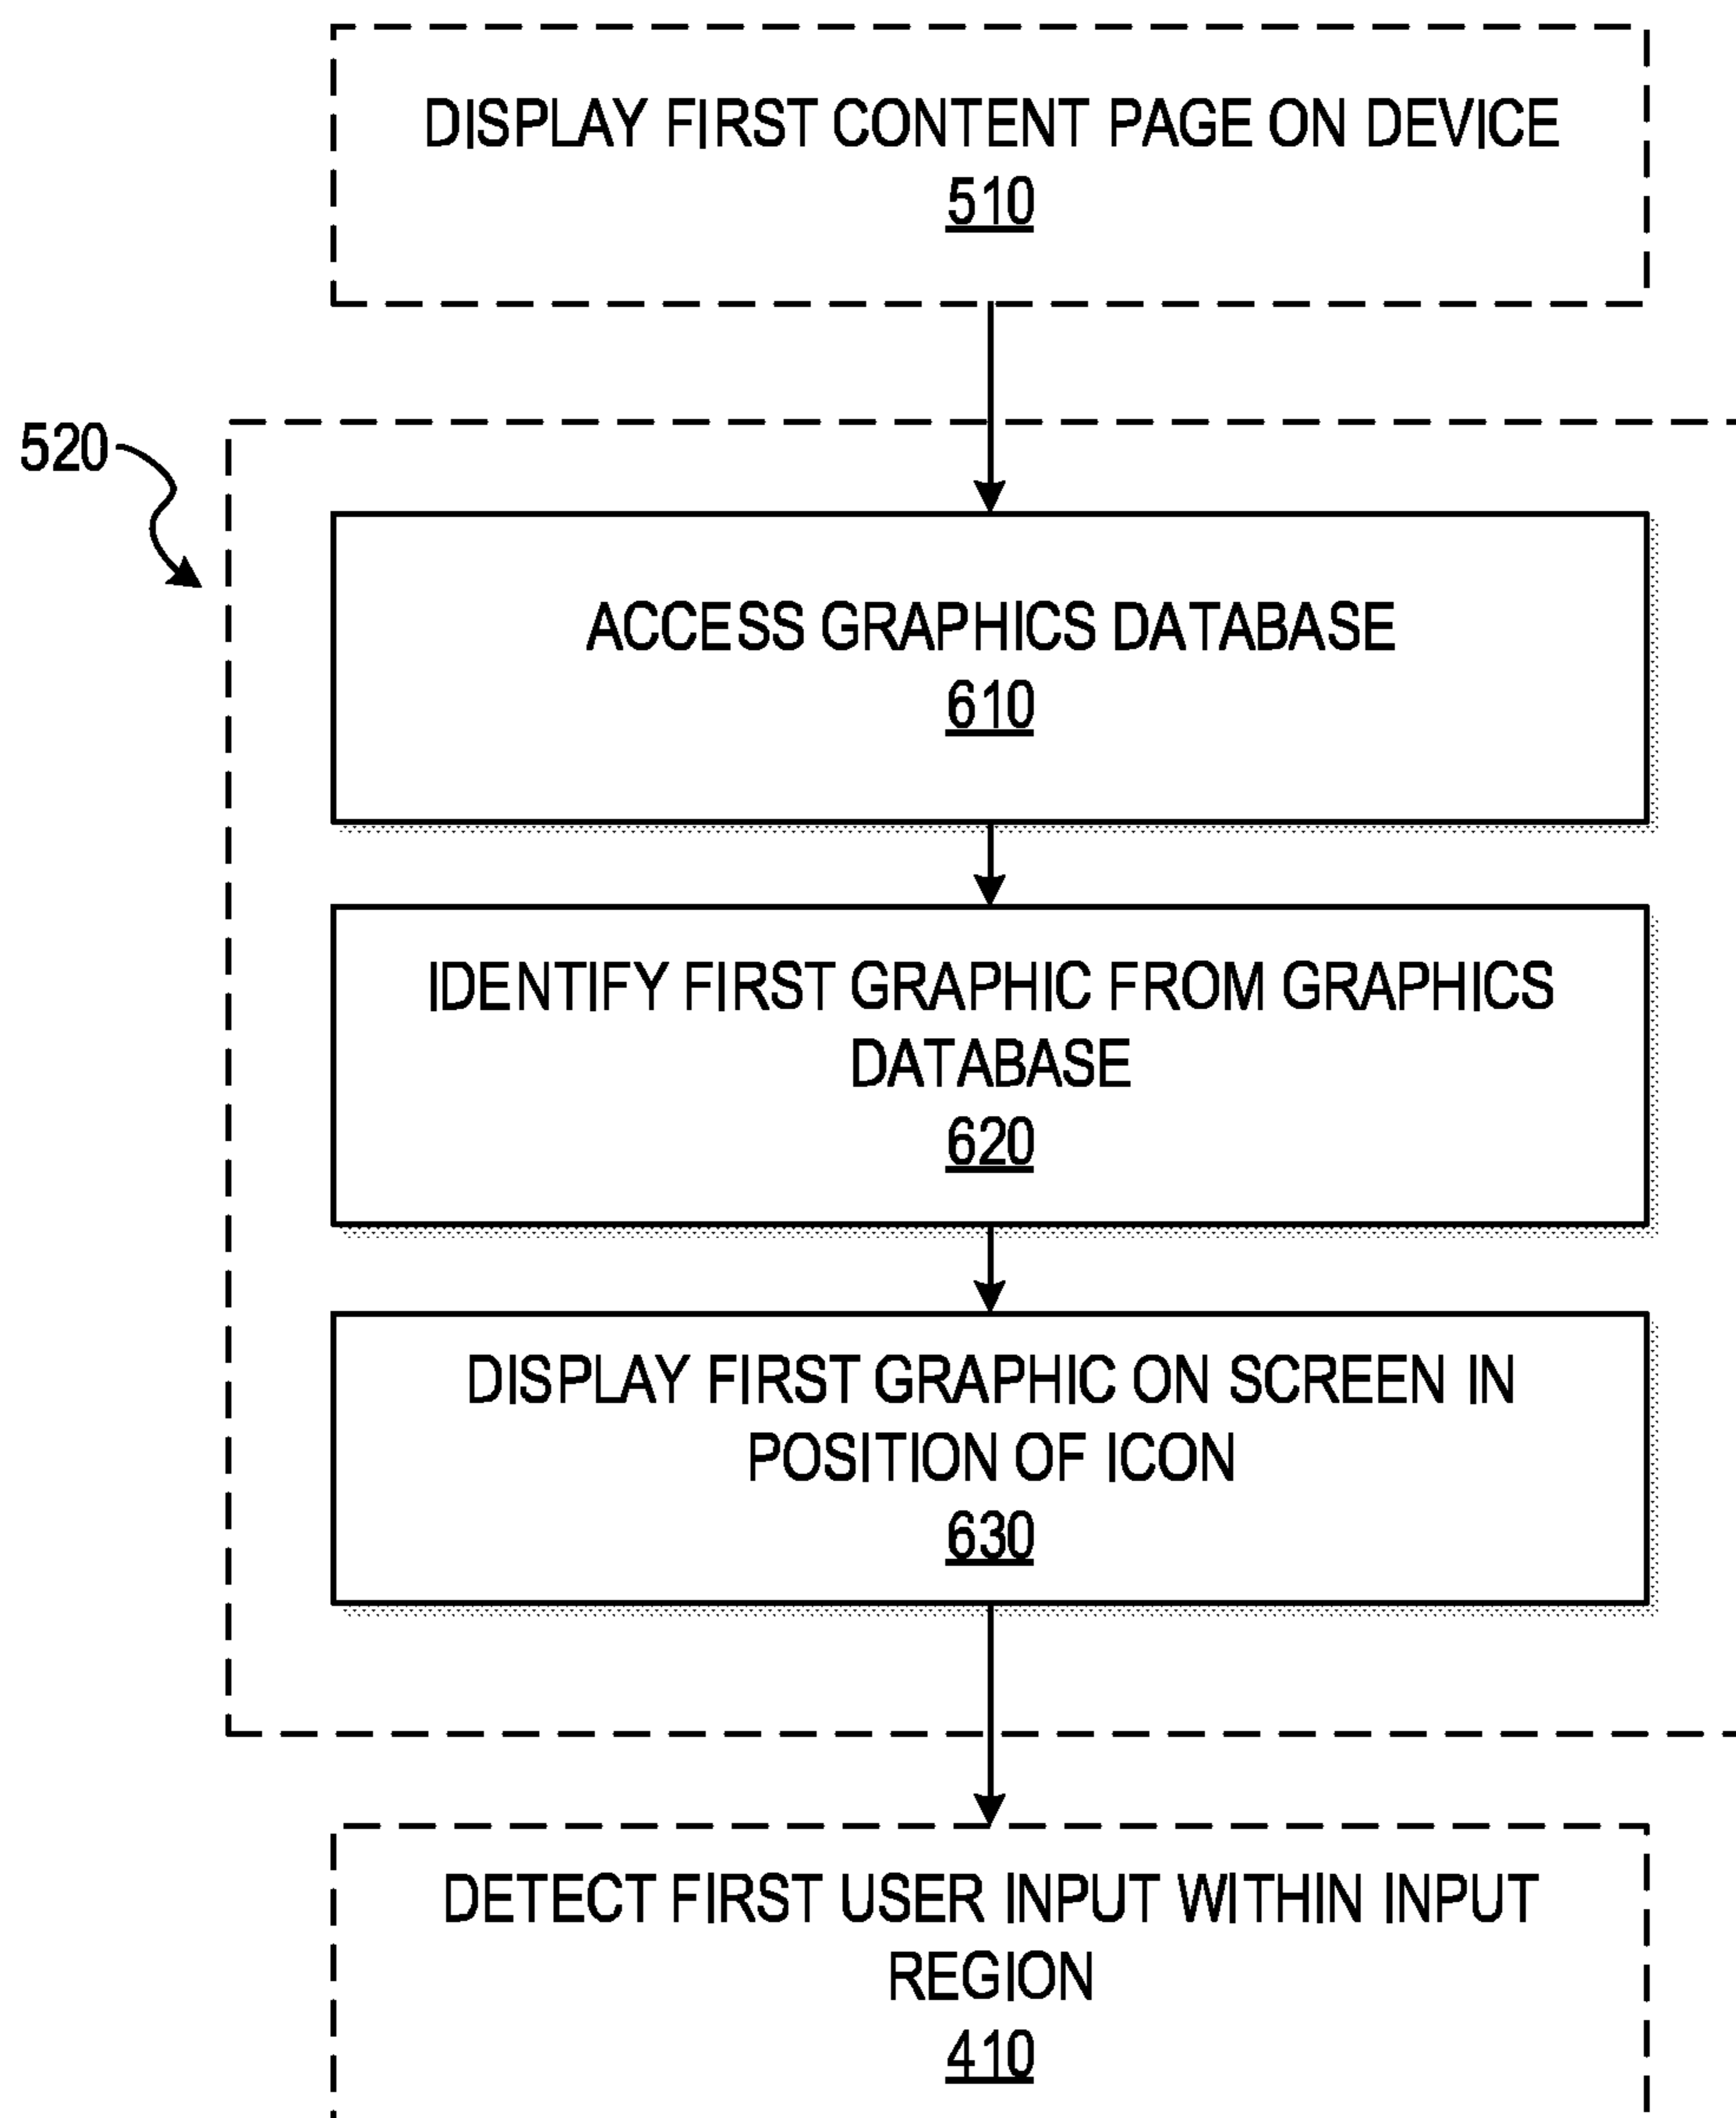 DISPLAY FIRST CONTENT PAGE ON DEVICE
510
520
ACCESS GRAPHICS DATABASE
610
IDENTIFY FIRST GRAPHIC FROM GRAPHICS
DATABASE
620
DISPLAY FIRST GRAPHIC ON SCREEN IN
POSITION OF ICON
630
DETECT FIRST USER INPUT WITHIN INPUT
REGION
410